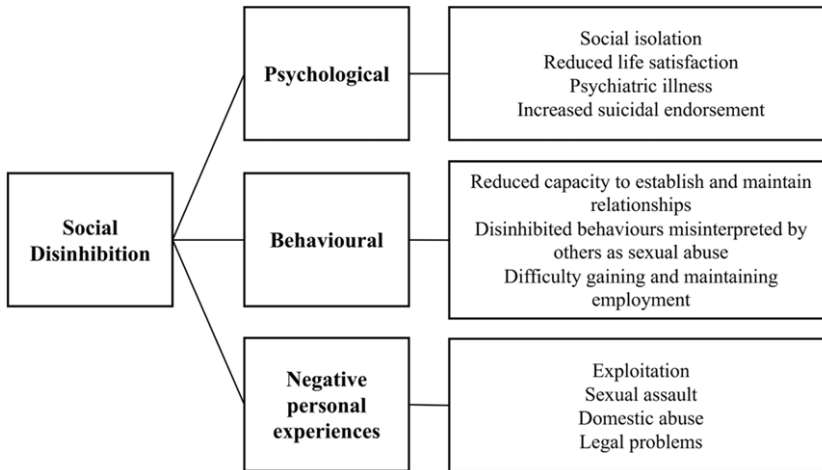 Social
Disinhibition
Psychological
Social isolation
Reduced life satisfaction
Psychiatric illness
Increased suicidal endorsement
Behavioural
Reduced capacity to establish and maintain
relationships
Disinhibited behaviours misinterpreted by
others as sexual abuse
Difficulty gaining and maintaining
employment
Negative
personal
experiences
Exploitation
Sexual assault
Domestic abuse
Legal problems